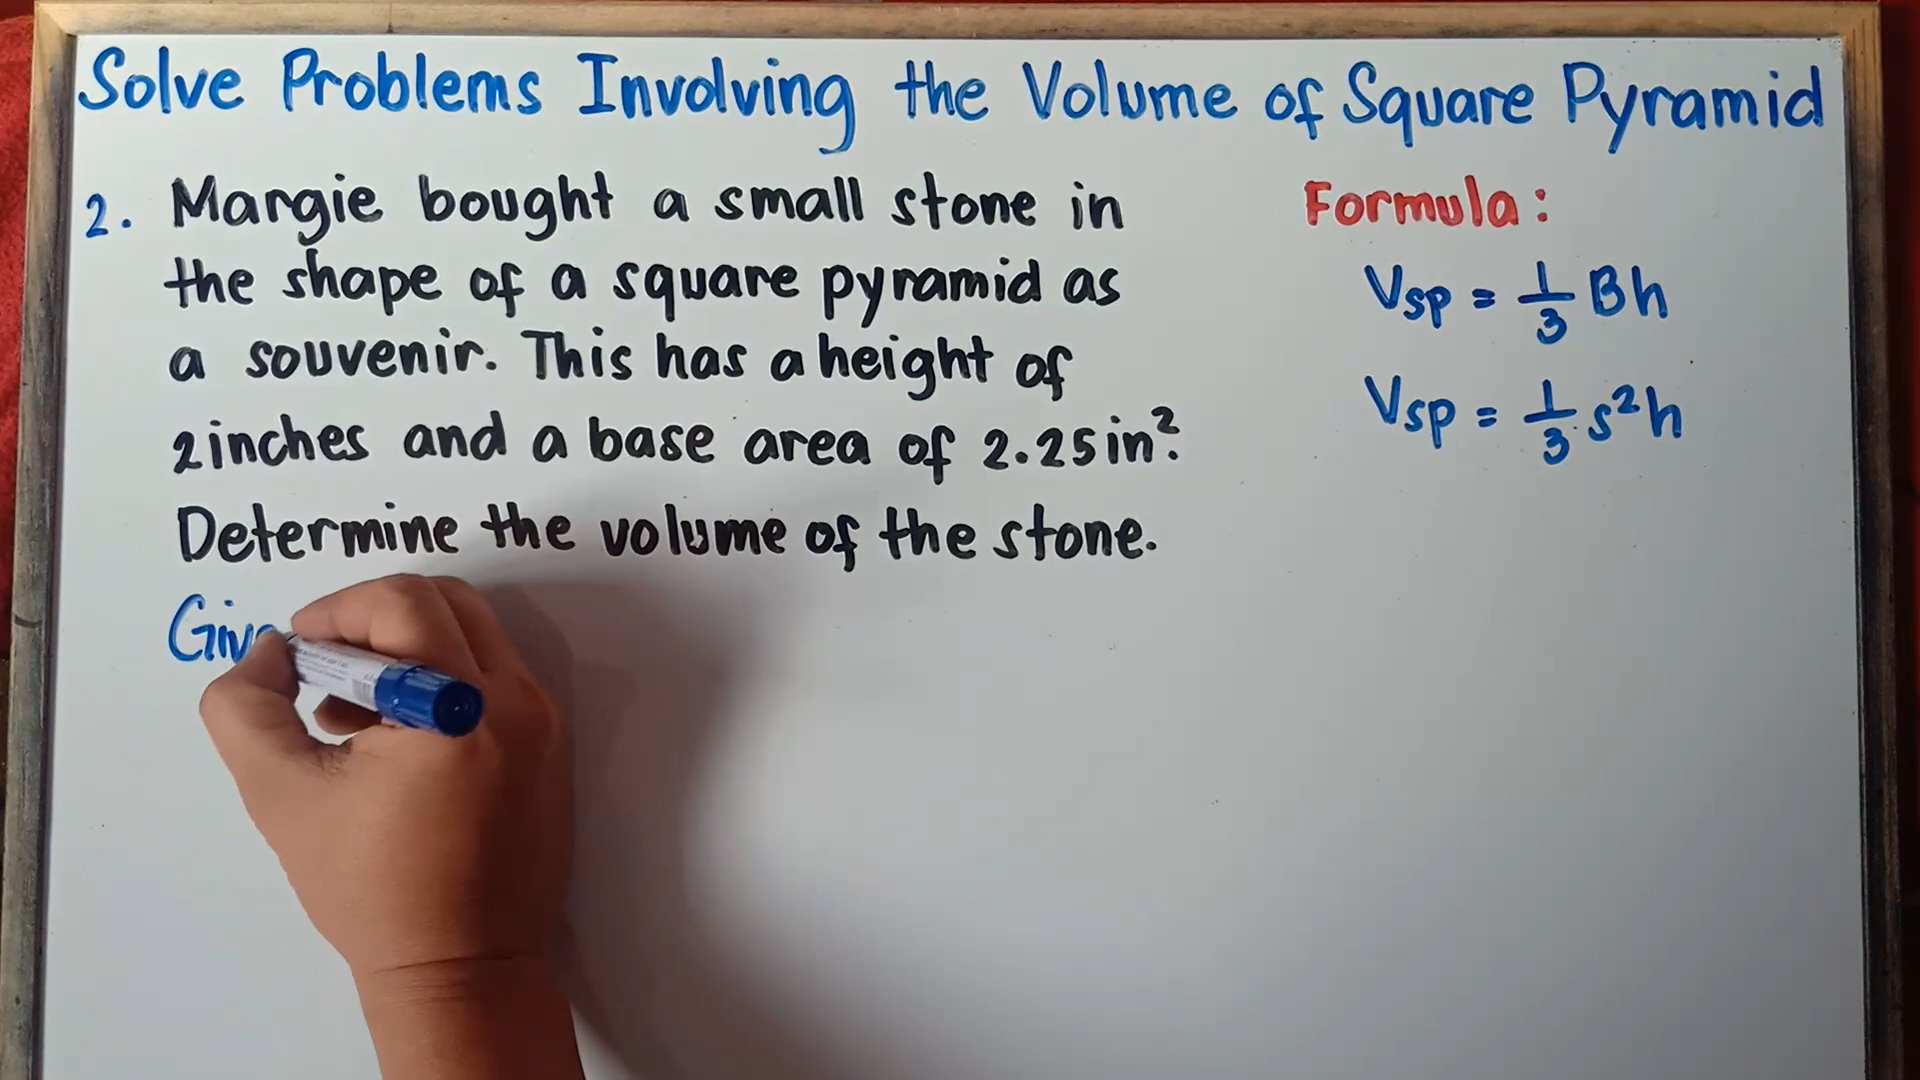 Solve Problems Involving the Volume of Square Pyramid
2. Margie bought a small stone in
the shape of a square pyramid as
a souvenir. This has a height of
2inches and a base area of 2.25in².
Determine the volume of the stone.
Giv
Formula:
Vsp = 1/3 Bh
Vsp = 1/3 s²h